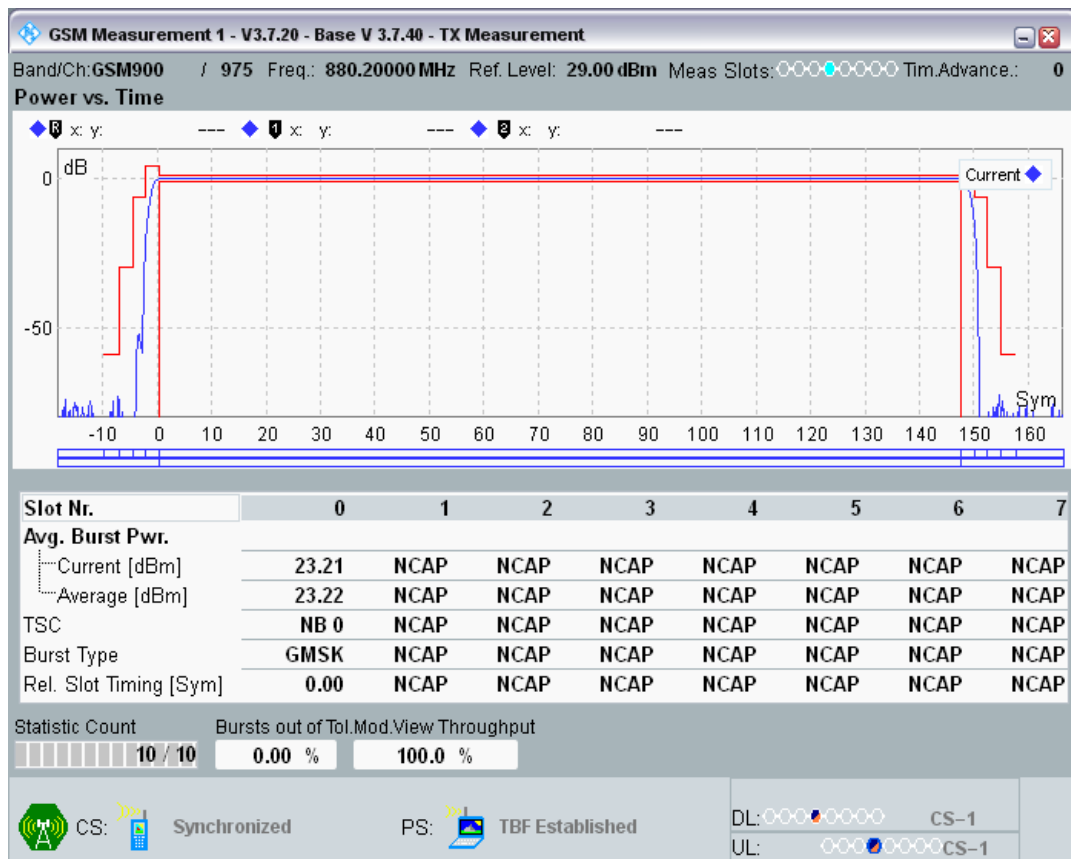 GSM Measurement 1 - V3.7.20 - Base V 3.7.40 - TX Measurement
Band/Ch:GSM900 / 975 Freq.: 880.20000 MHz Ref. Level: 29.00 dBm Meas Slots: Tim.Advance.: 0
Power vs. Time
R x: y: --- 1 x: y: --- 2 x: y: ---
dB
Current
0
-50
Sym
-10 0 10 20 30 40 50 60 70 80 90 100 110 120 130 140 150 160
Slot Nr. 0 1 2 3 4 5 6 7
Avg. Burst Pwr.
Current [dBm] 23.21 NCAP NCAP NCAP NCAP NCAP NCAP NCAP
Average [dBm] 23.22 NCAP NCAP NCAP NCAP NCAP NCAP NCAP
TSC NB 0 NCAP NCAP NCAP NCAP NCAP NCAP NCAP
Burst Type GMSK NCAP NCAP NCAP NCAP NCAP NCAP NCAP
Rel. Slot Timing [Sym] 0.00 NCAP NCAP NCAP NCAP NCAP NCAP NCAP
Statistic Count Bursts out of Tol.Mod.View Throughput
10 / 10 0.00 % 100.0 %
CS: Synchronized PS: TBF Established
DL: CS-1
UL: CS-1